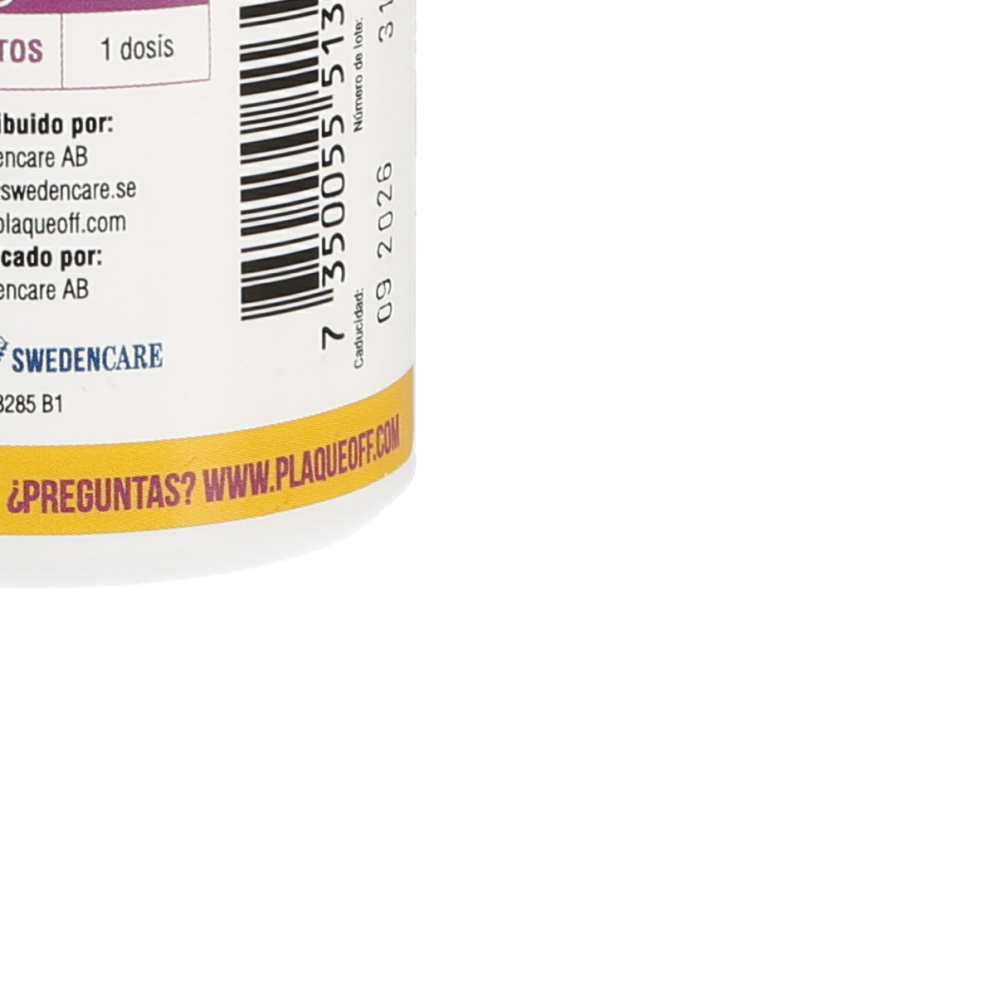 TOS
1 dosis
ibuido por:
encare AB
swedencare.se
plaqueoff.com
cado por:
encare AB
SWEDENCARE
3285 B1
7 350055 513
Número de lote: 31
Caducidad: 09 2026
¿PREGUNTAS? WWW.PLAQUEOFF.COM